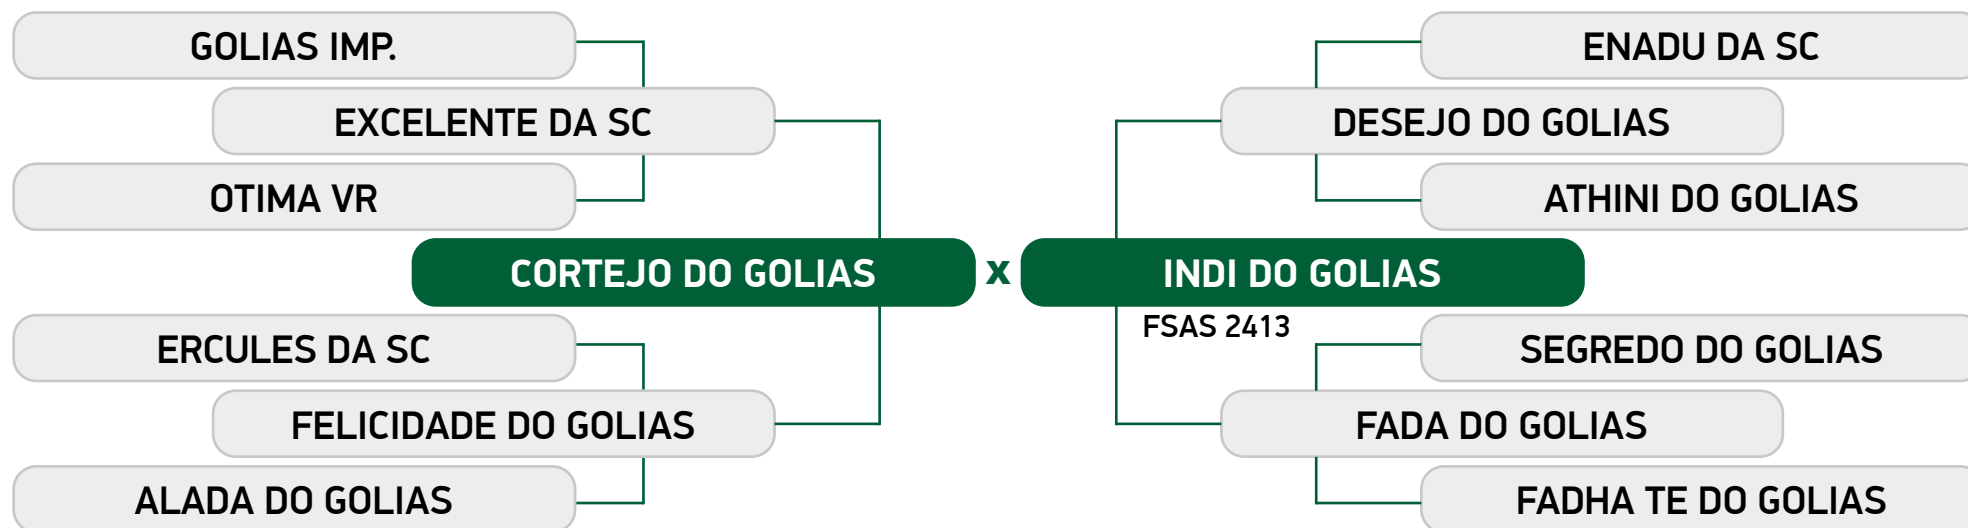 GOLIAS IMP.
EXCELENTE DA SC
OTIMA VR
CORTEJO DO GOLIAS
ERCULES DA SC
FELICIDADE DO GOLIAS
ALADA DO GOLIAS
x
ENADU DA SC
DESEJO DO GOLIAS
ATHINI DO GOLIAS
INDI DO GOLIAS
FSAS 2413
SEGREDO DO GOLIAS
FADA DO GOLIAS
FADHA TE DO GOLIAS